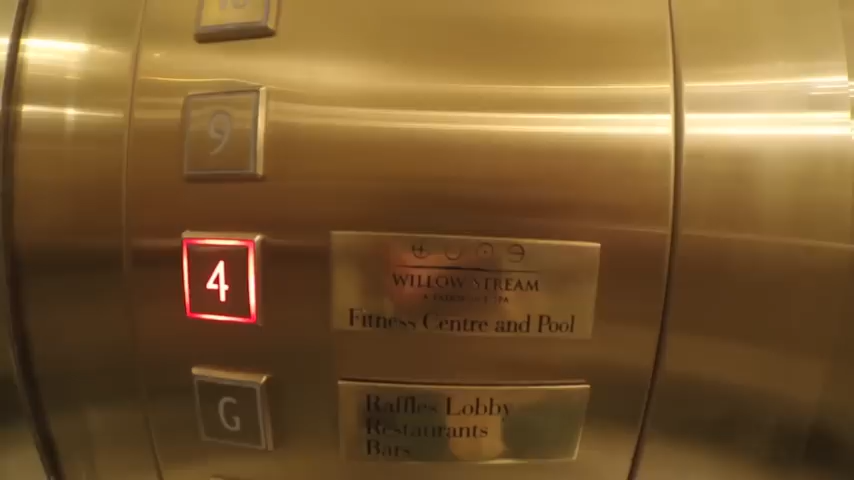 9
4
WILLOW STREAM
Fitness Centre and Pool
G
Raffles Lobby
Restaurants
Bars